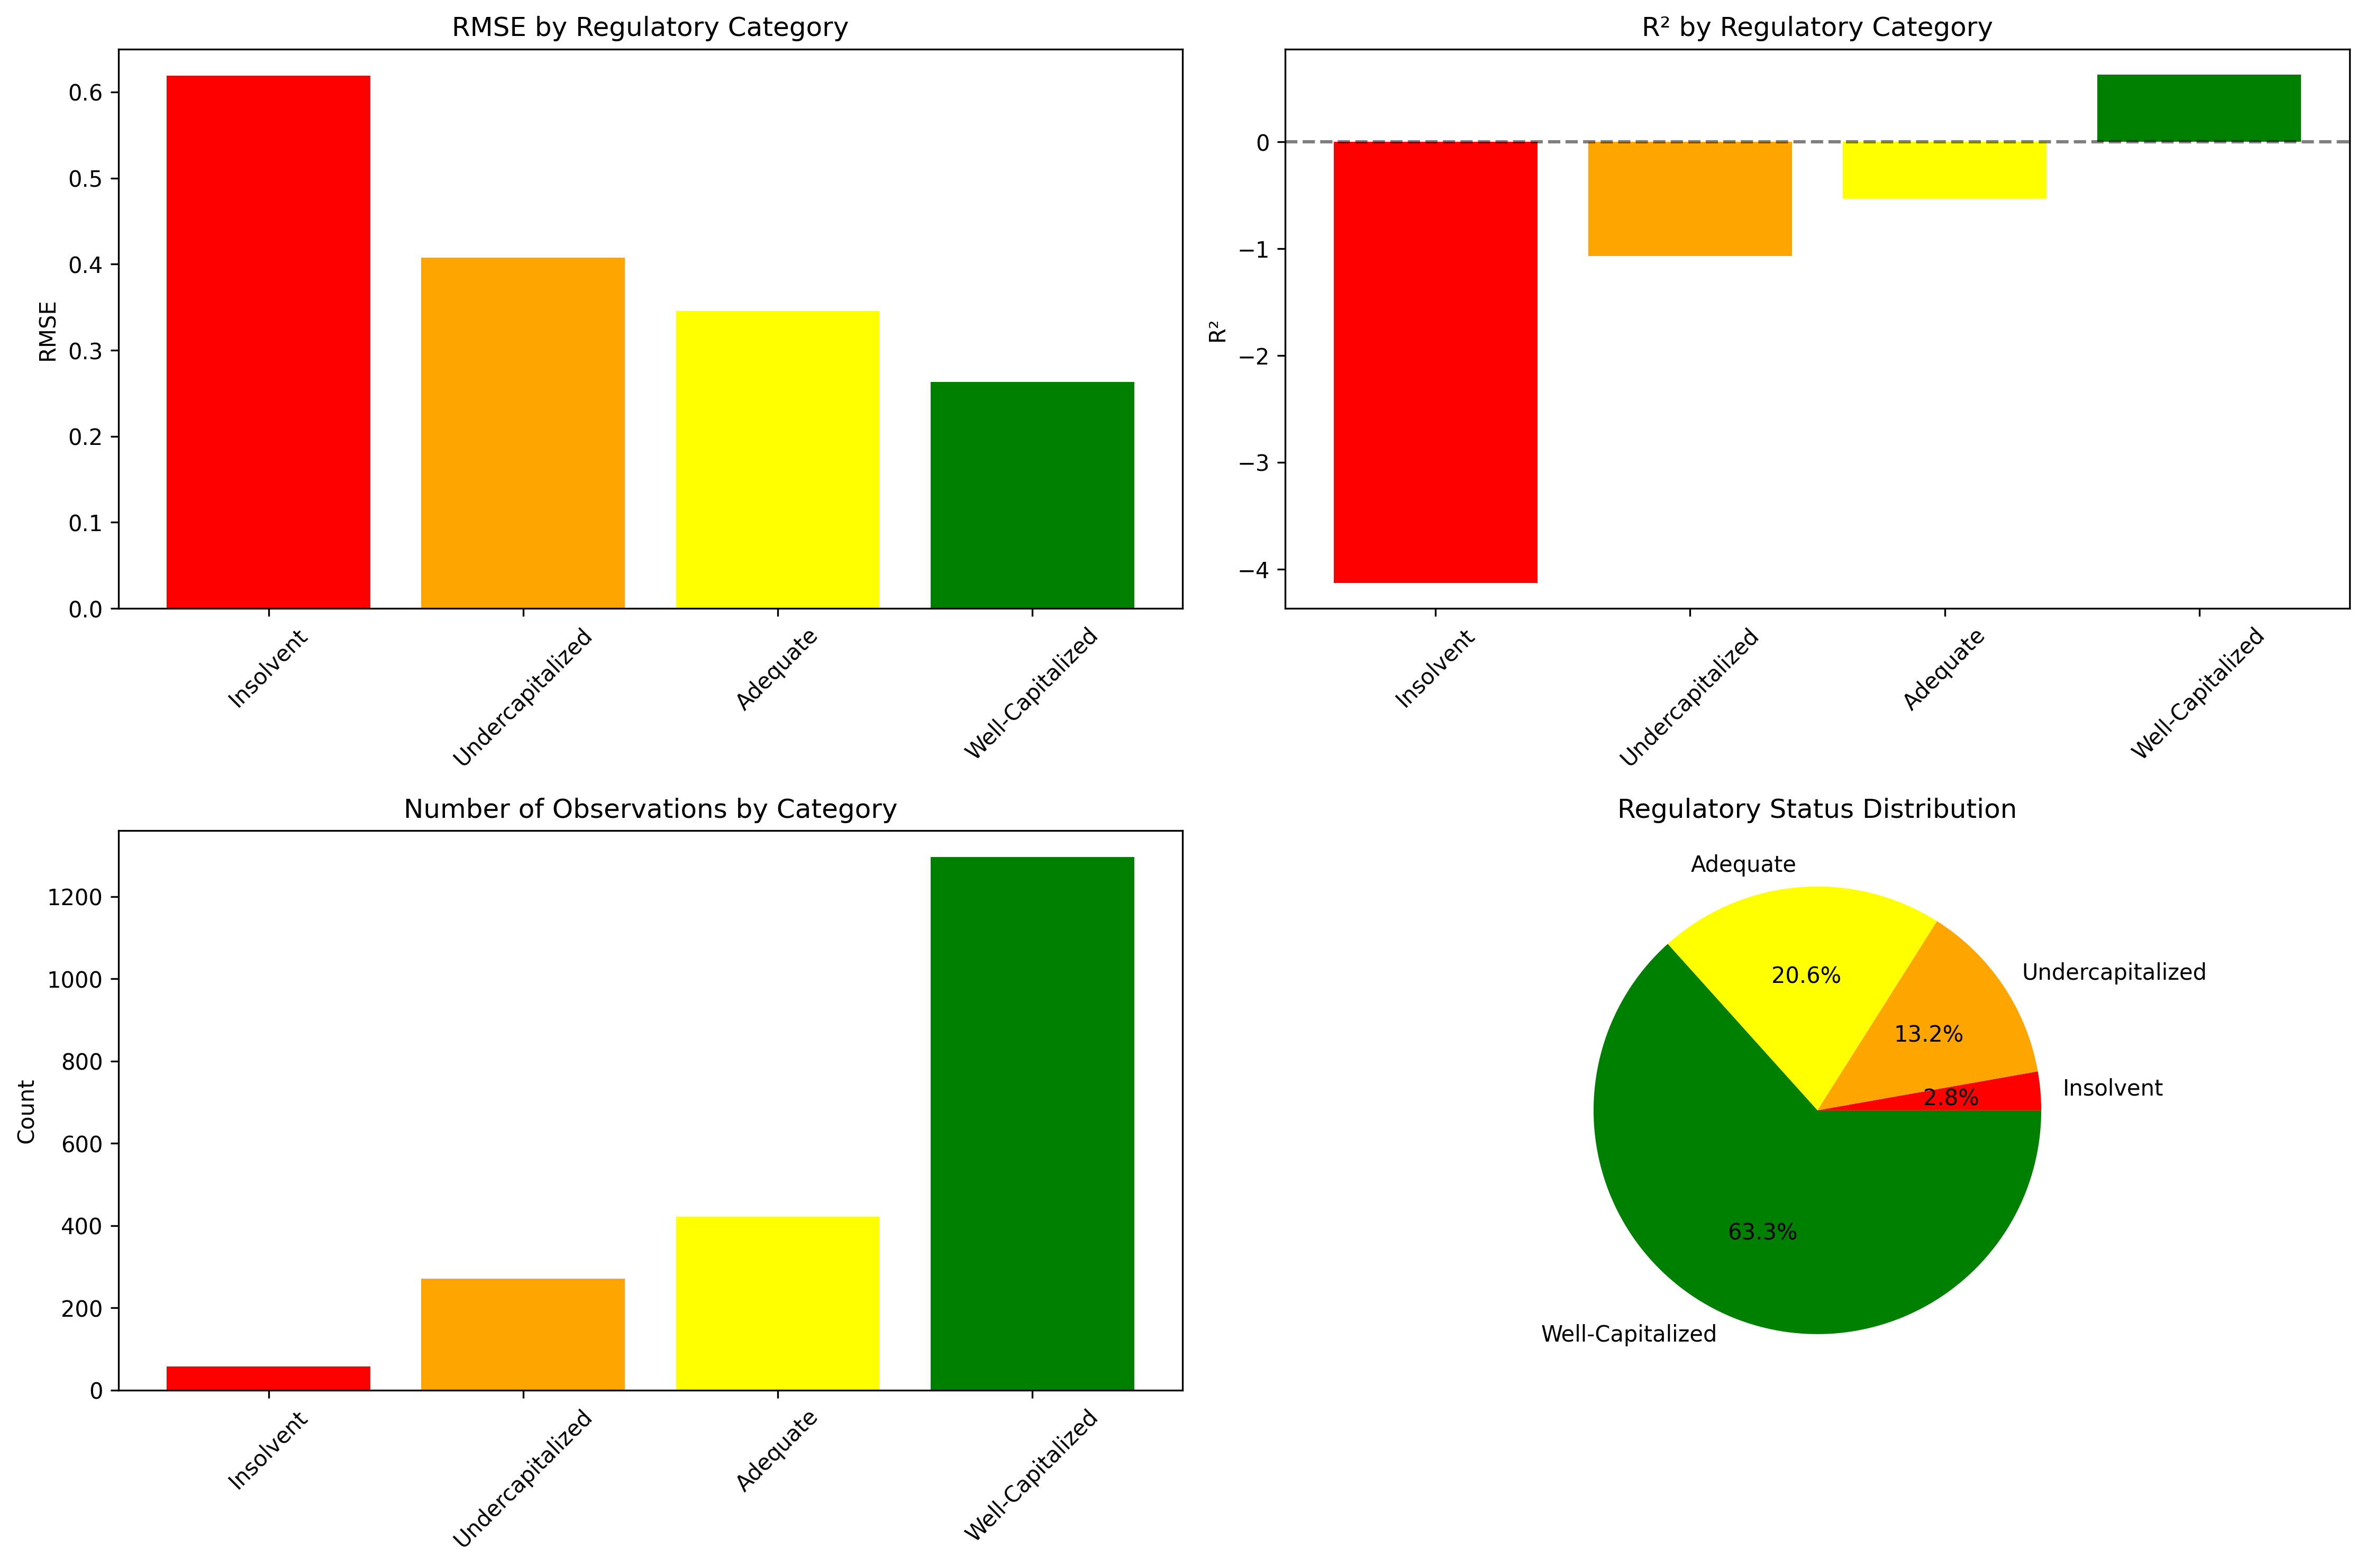 RMSE by Regulatory Category
RMSE
0.6
0.5
0.4
0.3
0.2
0.1
0.0
Insolvent
Undercapitalized
Adequate
Well-Capitalized
R² by Regulatory Category
R²
0
−1
−2
−3
−4
Insolvent
Undercapitalized
Adequate
Well-Capitalized
Number of Observations by Category
Count
1200
1000
800
600
400
200
0
Insolvent
Undercapitalized
Adequate
Well-Capitalized
Regulatory Status Distribution
Adequate
20.6%
Undercapitalized
13.2%
Insolvent
2.8%
63.3%
Well-Capitalized